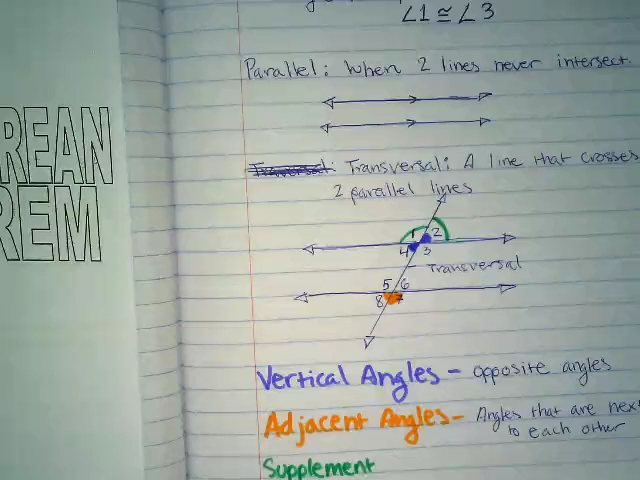 ∠1 ≅ ∠3
Parallel: When 2 lines never intersect.
Transversal: A line that crosses
2 parallel lines
1 2
4 3
Transversal
5 6
8 7
Vertical Angles - opposite angles
Adjacent Angles - Angles that are next
to each other
Supplement
REAN
REM